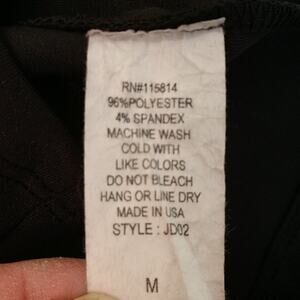 RN#115814
96%POLYESTER
4% SPANDEX
MACHINE WASH
COLD WITH
LIKE COLORS
DO NOT BLEACH
HANG OR LINE DRY
MADE IN USA
STYLE : JD02
M